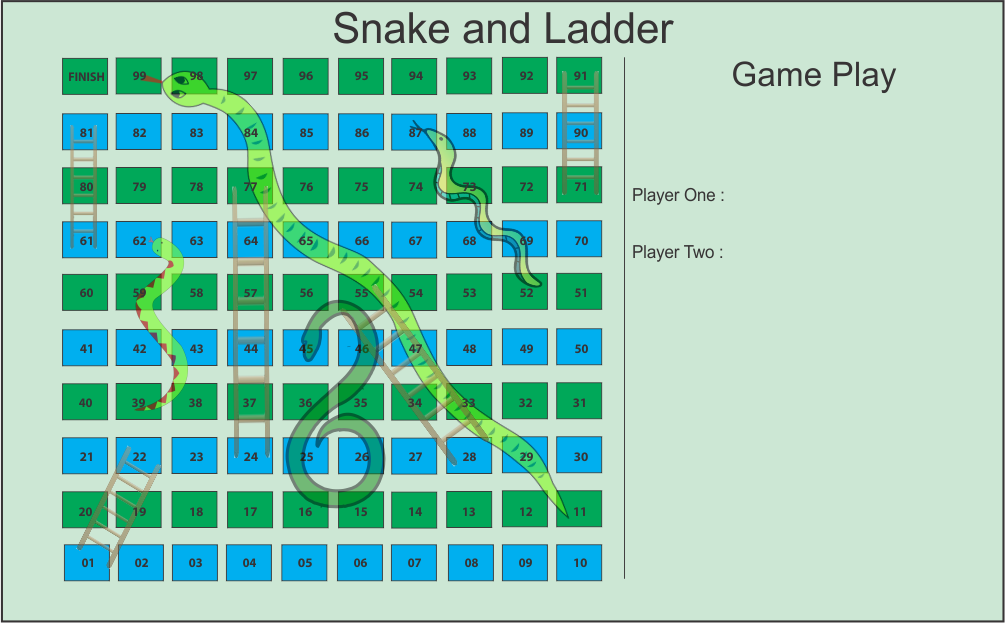 Snake and Ladder
Game Play
FINISH 99 98 97 96 95 94 93 92 91
81 82 83 84 85 86 87 88 89 90
80 79 78 77 76 75 74 73 72 71
61 62 63 64 65 66 67 68 69 70
60 59 58 57 56 55 54 53 52 51
41 42 43 44 45 46 47 48 49 50
40 39 38 37 36 35 34 33 32 31
21 22 23 24 25 26 27 28 29 30
20 19 18 17 16 15 14 13 12 11
01 02 03 04 05 06 07 08 09 10
Player One :
Player Two :